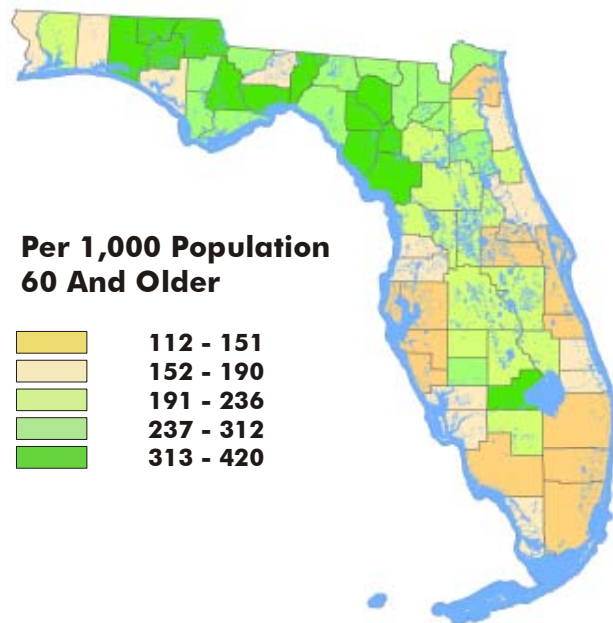 Per 1,000 Population
60 And Older
112 - 151
152 - 190
191 - 236
237 - 312
313 - 420